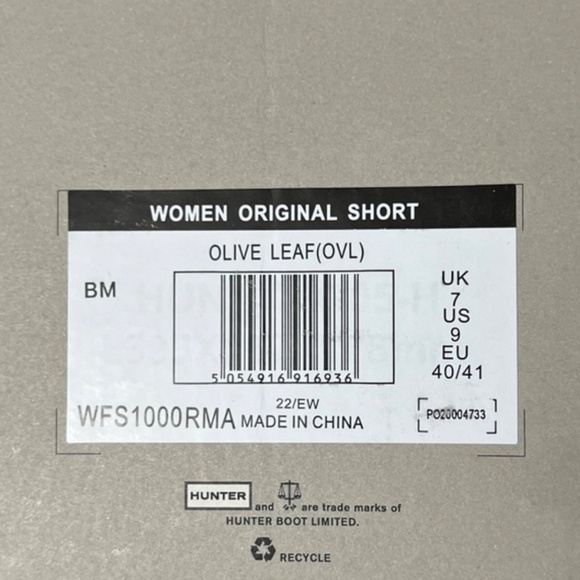 WOMEN ORIGINAL SHORT
OLIVE LEAF(OVL)
BM
5 054916 916936
UK
7
US
9
EU
40/41
WFS1000RMA
22/EW
MADE IN CHINA
PO20004733
HUNTER and are trade marks of
HUNTER BOOT LIMITED.
RECYCLE